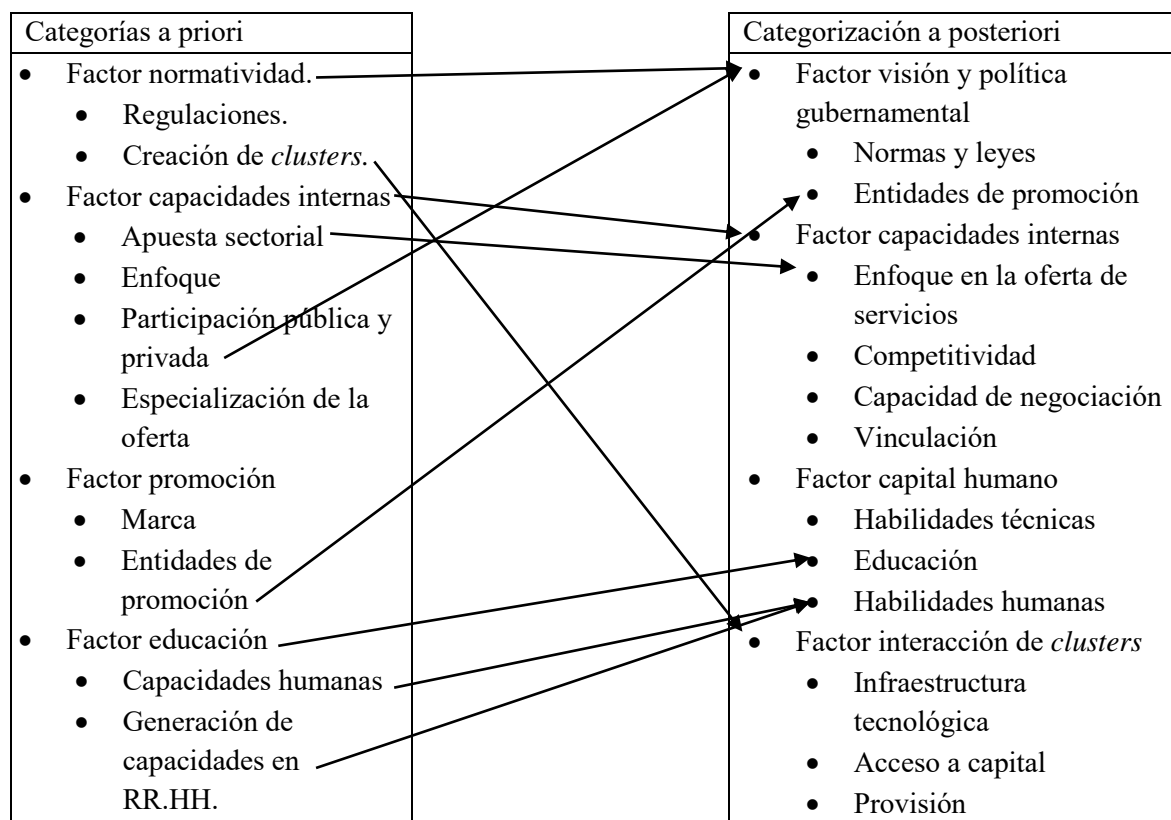 Categorías a priori
• Factor normatividad.
• Regulaciones.
• Creación de clusters.
• Factor capacidades internas
• Apuesta sectorial
• Enfoque
• Participación pública y
privada
• Especialización de la
oferta
• Factor promoción
• Marca
• Entidades de
promoción
• Factor educación
• Capacidades humanas
• Generación de
capacidades en
RR.HH.
Categorización a posteriori
• Factor visión y política
gubernamental
• Normas y leyes
• Entidades de promoción
• Factor capacidades internas
• Enfoque en la oferta de
servicios
• Competitividad
• Capacidad de negociación
• Vinculación
• Factor capital humano
• Habilidades técnicas
• Educación
• Habilidades humanas
• Factor interacción de clusters
• Infraestructura
tecnológica
• Acceso a capital
• Provisión